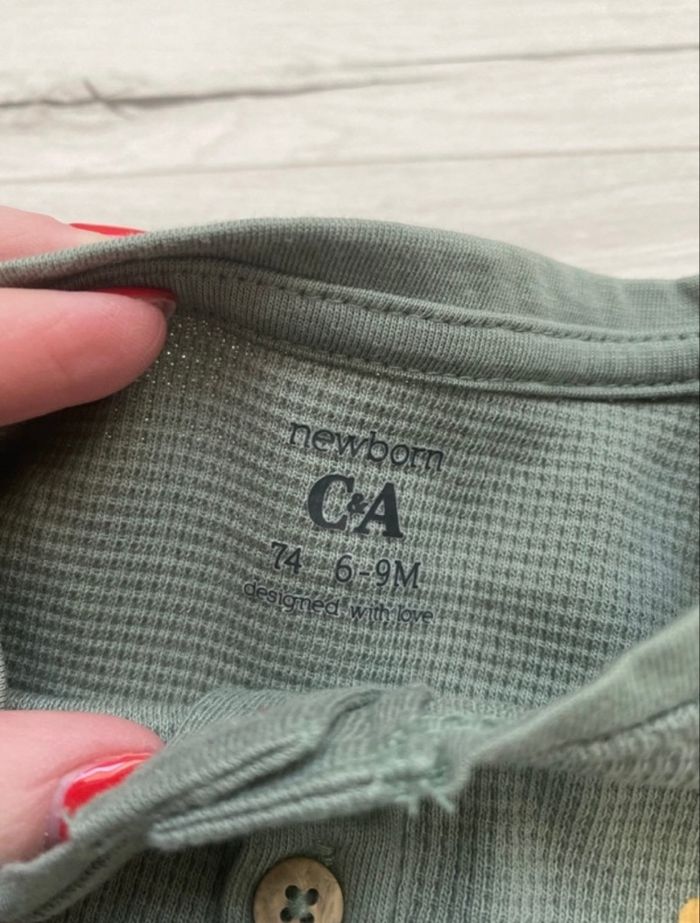 newborn
C&A
74 6-9M
designed with love